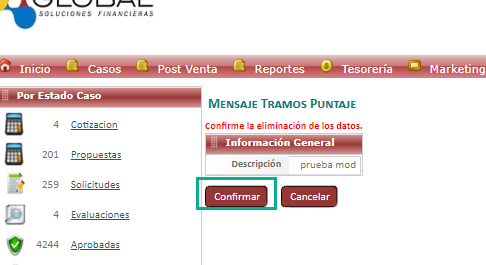 GLOBAL
SOLUCIONES FINANCIERAS
Inicio Casos Post Venta Reportes Tesorería Marketing
Por Estado Caso
4 Cotizacion
201 Propuestas
259 Solicitudes
4 Evaluaciones
4244 Aprobadas
MENSAJE TRAMOS PUNTAJE
Confirme la eliminación de los datos.
Información General
Descripción prueba mod
Confirmar Cancelar